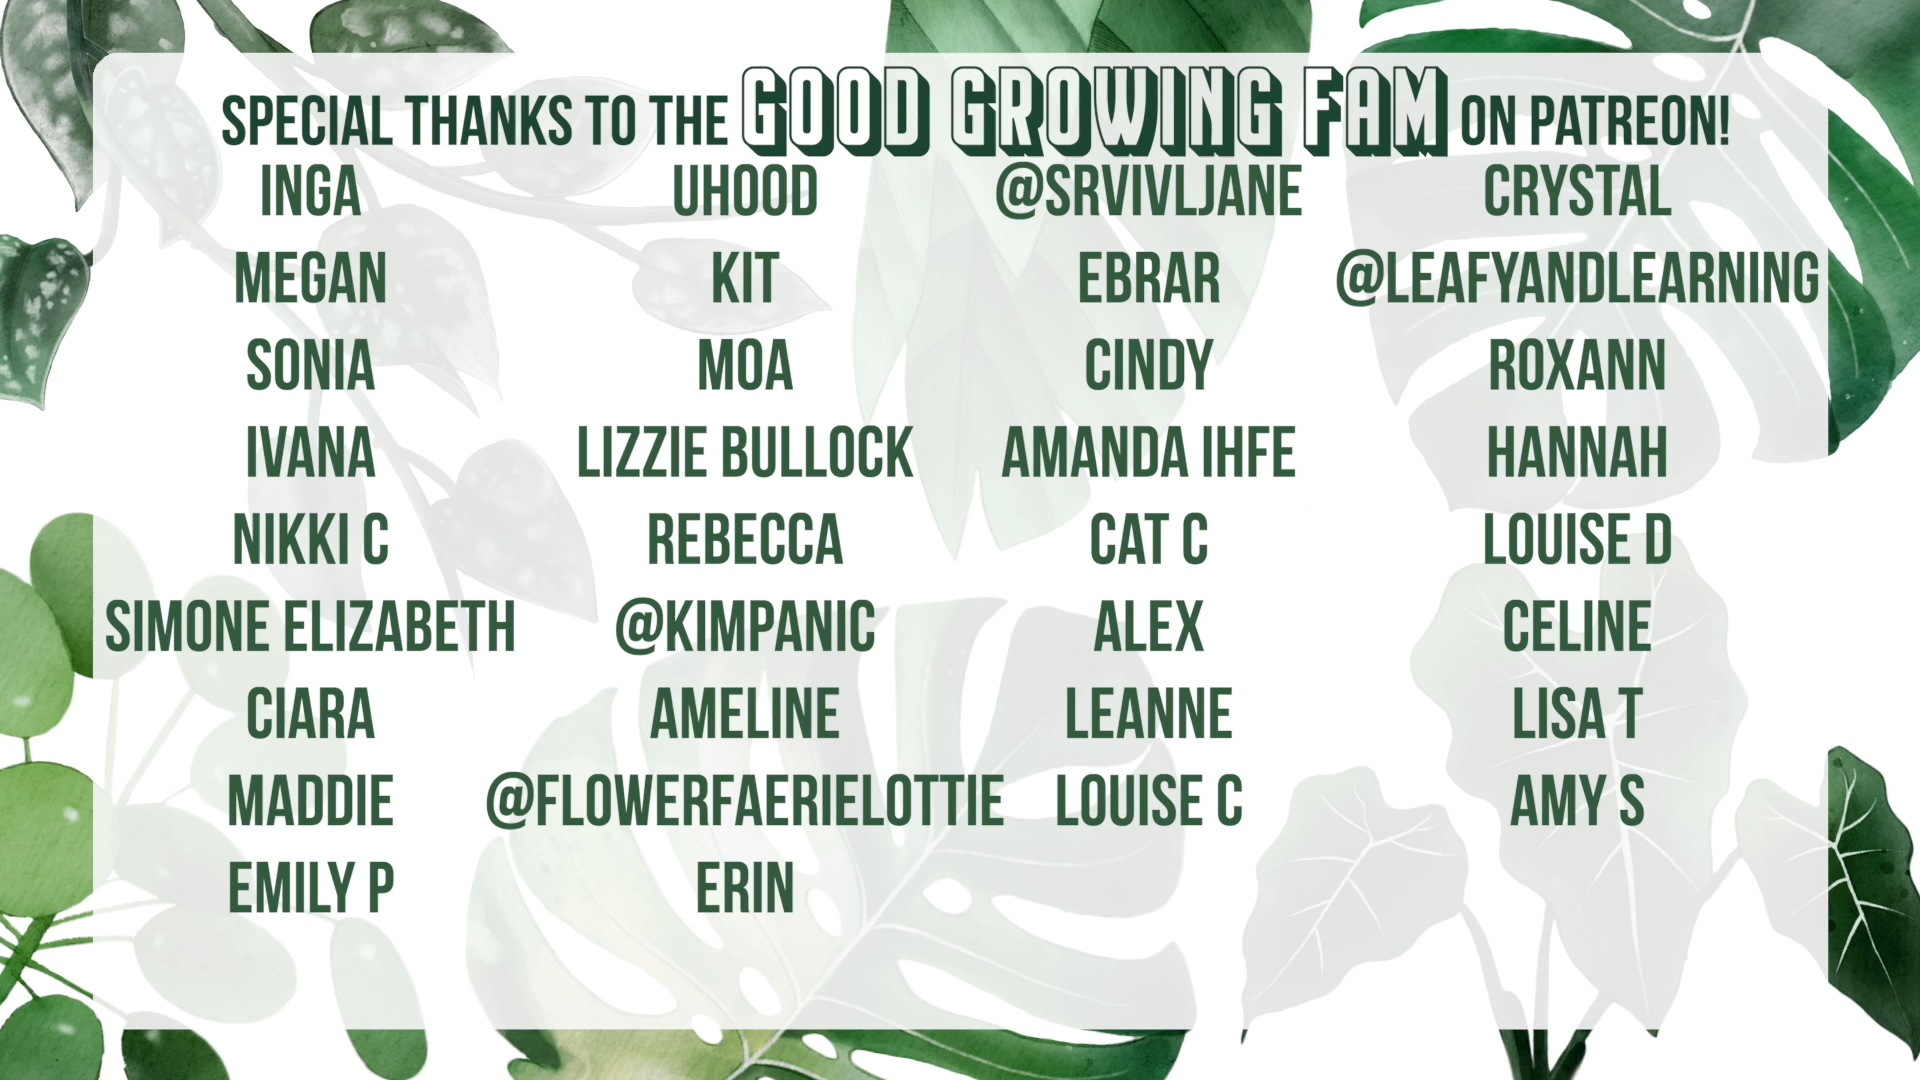 SPECIAL THANKS TO THE GOOD GROWING FAM ON PATREON!
INGA UHOOD @SRVIVLJANE CRYSTAL
MEGAN KIT EBRAR @LEAFYANDLEARNING
SONIA MOA CINDY ROXANN
IVANA LIZZIE BULLOCK AMANDA IHFE HANNAH
NIKKI C REBECCA CAT C LOUISE D
SIMONE ELIZABETH @KIMPANIC ALEX CELINE
CIARA AMELINE LEANNE LISA T
MADDIE @FLOWERFAERIELOTTIE LOUISE C AMY S
EMILY P ERIN